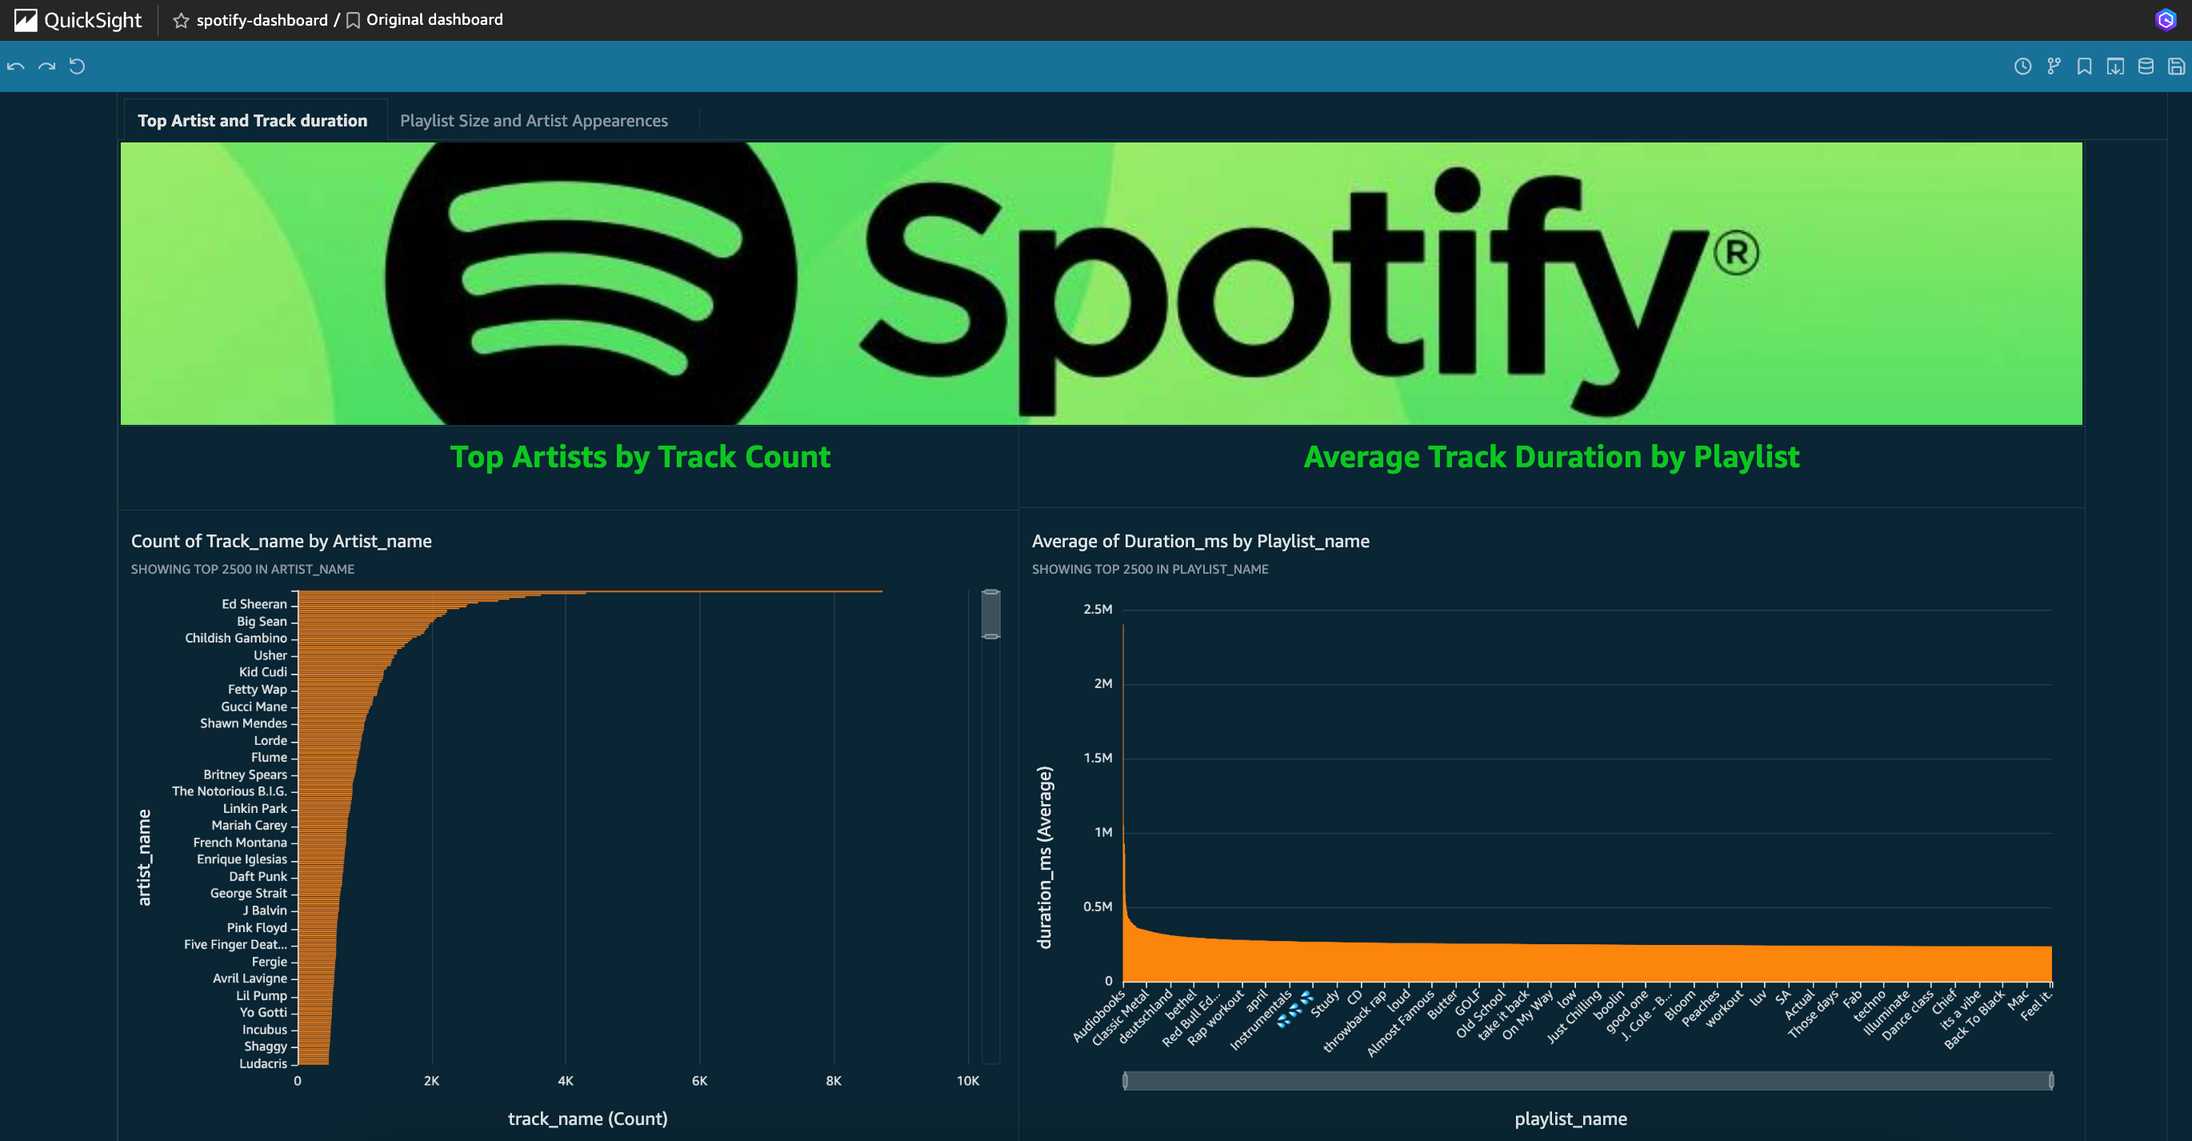 QuickSight
spotify-dashboard / Original dashboard
Top Artist and Track duration
Playlist Size and Artist Appearences
Spotify®
Top Artists by Track Count
Average Track Duration by Playlist
Count of Track_name by Artist_name
SHOWING TOP 2500 IN ARTIST_NAME
artist_name
Ed Sheeran
Big Sean
Childish Gambino
Usher
Kid Cudi
Fetty Wap
Gucci Mane
Shawn Mendes
Lorde
Flume
Britney Spears
The Notorious B.I.G.
Linkin Park
Mariah Carey
French Montana
Enrique Iglesias
Daft Punk
George Strait
J Balvin
Pink Floyd
Five Finger Deat...
Fergie
Avril Lavigne
Lil Pump
Yo Gotti
Incubus
Shaggy
Ludacris
0 2K 4K 6K 8K 10K
track_name (Count)
Average of Duration_ms by Playlist_name
SHOWING TOP 2500 IN PLAYLIST_NAME
duration_ms (Average)
2.5M
2M
1.5M
1M
0.5M
0
Audiobooks
Classic Metal
deutschland
bethel
Red Bull Ed...
Rap workout
april
Instrumentals
💦💦💦
Study
CD
throwback rap
loud
Almost Famous
Butter
GOLF
Old School
take it back
On My Way
low
Just Chilling
boolin
good one
J. Cole - B...
Bloom
Peaches
workout
luv
SA
Actual
Those days
Fab
techno
Illuminate
Dance class
Chief
its a vibe
Back To Black
Mac
Feel it.
playlist_name